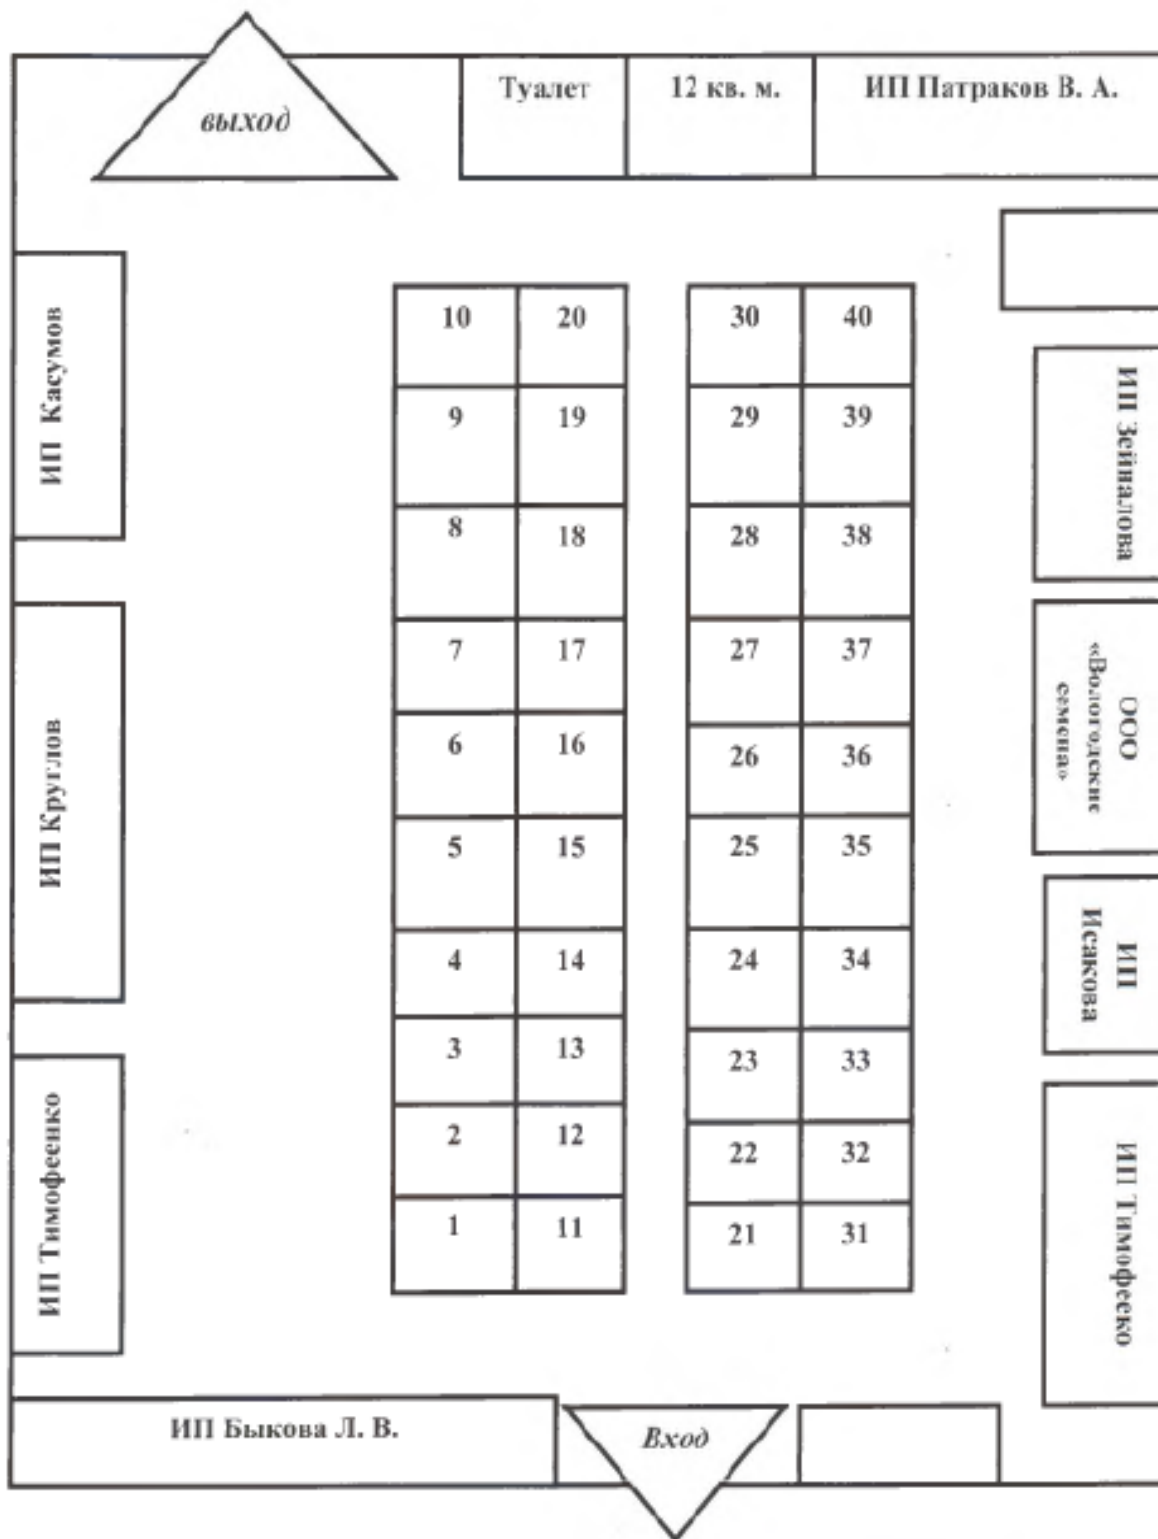 выход
Туалет
12 кв. м.
ИП Патраков В. А.
ИП Касумов
ИП Круглов
ИП Тимофеенко
10 20
9 19
8 18
7 17
6 16
5 15
4 14
3 13
2 12
1 11
30 40
29 39
28 38
27 37
26 36
25 35
24 34
23 33
22 32
21 31
ИП Зейналова
ООО
«Вологодские
семена»
ИП
Исакова
ИП Тимофееко
ИП Быкова Л. В.
Вход